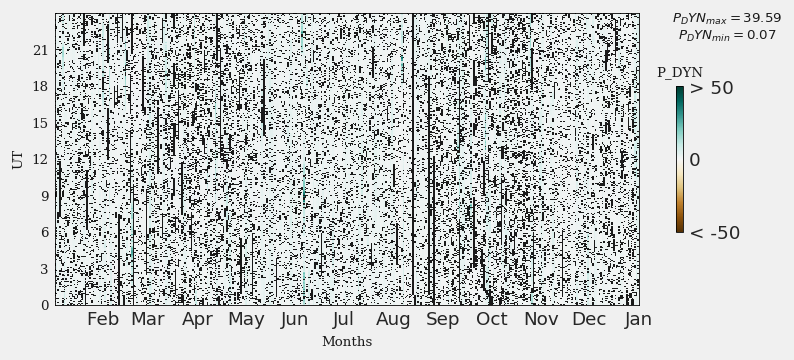 P_DYN_max = 39.59
P_DYN_min = 0.07
P_DYN
> 50
0
< -50
UT
21
18
15
12
9
6
3
0
Feb Mar Apr May Jun Jul Aug Sep Oct Nov Dec Jan
Months